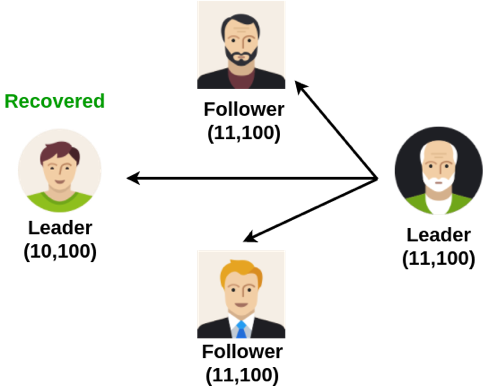 Follower
(11,100)
Recovered
Leader
(10,100)
Leader
(11,100)
Follower
(11,100)